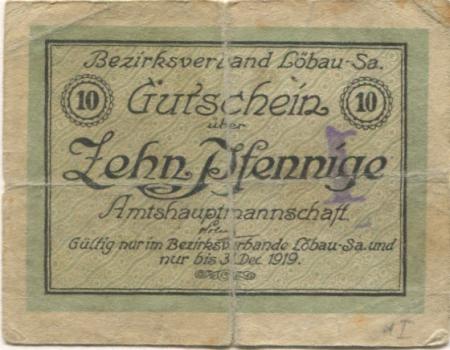 Bezirksverband Löbau-Sa.
10 Gutschein 10
über
Zehn Pfennige
Amtshauptmannschaft
Gültig nur im Bezirksverbande Löbau-Sa. und
nur bis 31. Dec. 1919.